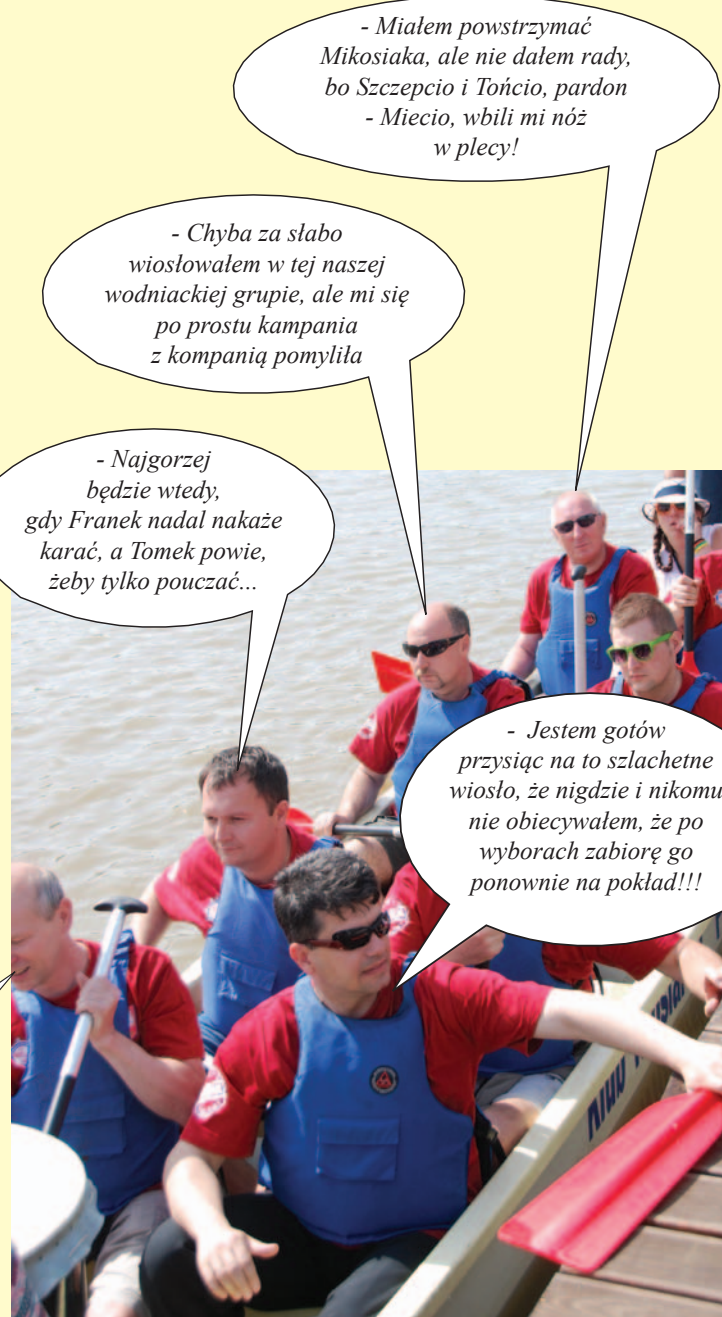 - Miałem powstrzymać
Mikosiaka, ale nie dałem rady,
bo Szczepcio i Tońcio, pardon
- Miecio, wbili mi nóż
w plecy!
- Chyba za słabo
wiosłowałem w tej naszej
wodniackiej grupie, ale mi się
po prostu kampania
z kompanią pomyliła
- Najgorzej
będzie wtedy,
gdy Franek nadal nakaże
karać, a Tomek powie,
żeby tylko pouczać...
- Jestem gotów
przysiąc na to szlachetne
wiosło, że nigdzie i nikomu
nie obiecywałem, że po
wyborach zabiorę go
ponownie na pokład!!!